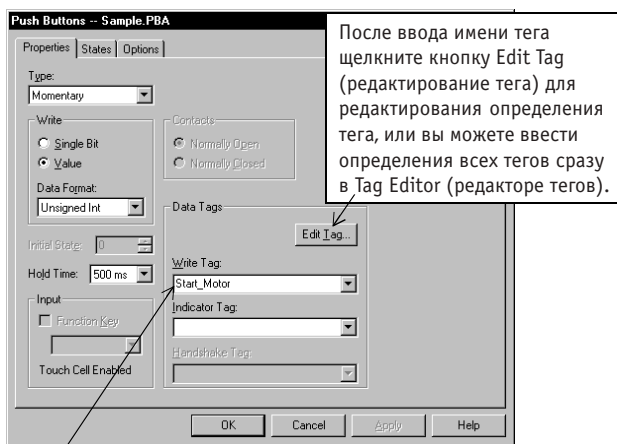 Push Buttons -- Sample.PBA
После ввода имени тега
щелкните кнопку Edit Tag
(редактирование тега) для
редактирования определения
тега, или вы можете ввести
определения всех тегов сразу
в Tag Editor (редакторе тегов).
Properties States Options
Type:
Momentary
Write
Single Bit
Value
Data Format:
Unsigned Int
Contacts
Normally Open
Normally Closed
Initial State: 0
Hold Time: 500 ms
Input
Function Key
Touch Cell Enabled
Data Tags
Edit Tag...
Write Tag:
Start_Motor
Indicator Tag:
Handshake Tag:
OK Cancel Apply Help